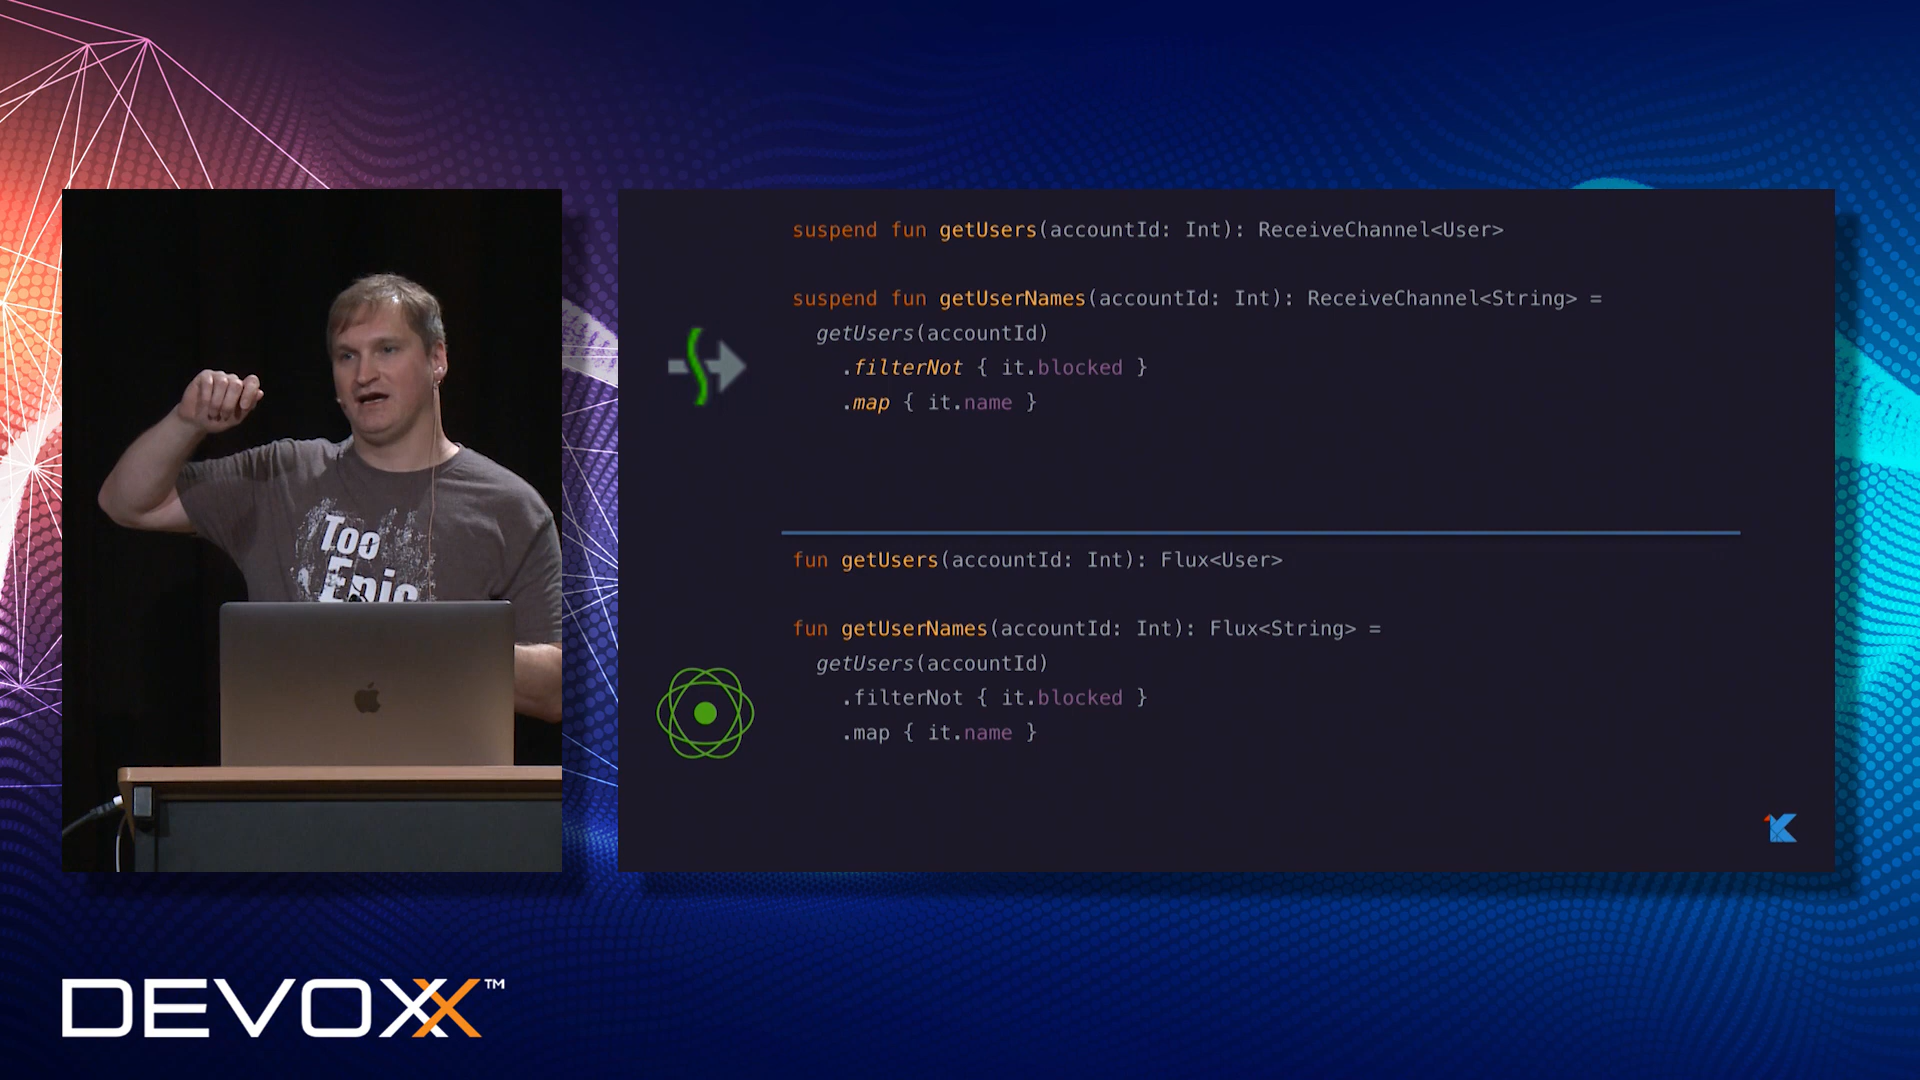 suspend fun getUsers(accountId: Int): ReceiveChannel<User>
suspend fun getUserNames(accountId: Int): ReceiveChannel<String> =
getUsers(accountId)
.filterNot { it.blocked }
.map { it.name }
fun getUsers(accountId: Int): Flux<User>
fun getUserNames(accountId: Int): Flux<String> =
getUsers(accountId)
.filterNot { it.blocked }
.map { it.name }
Too
Epic
DEVOXX™